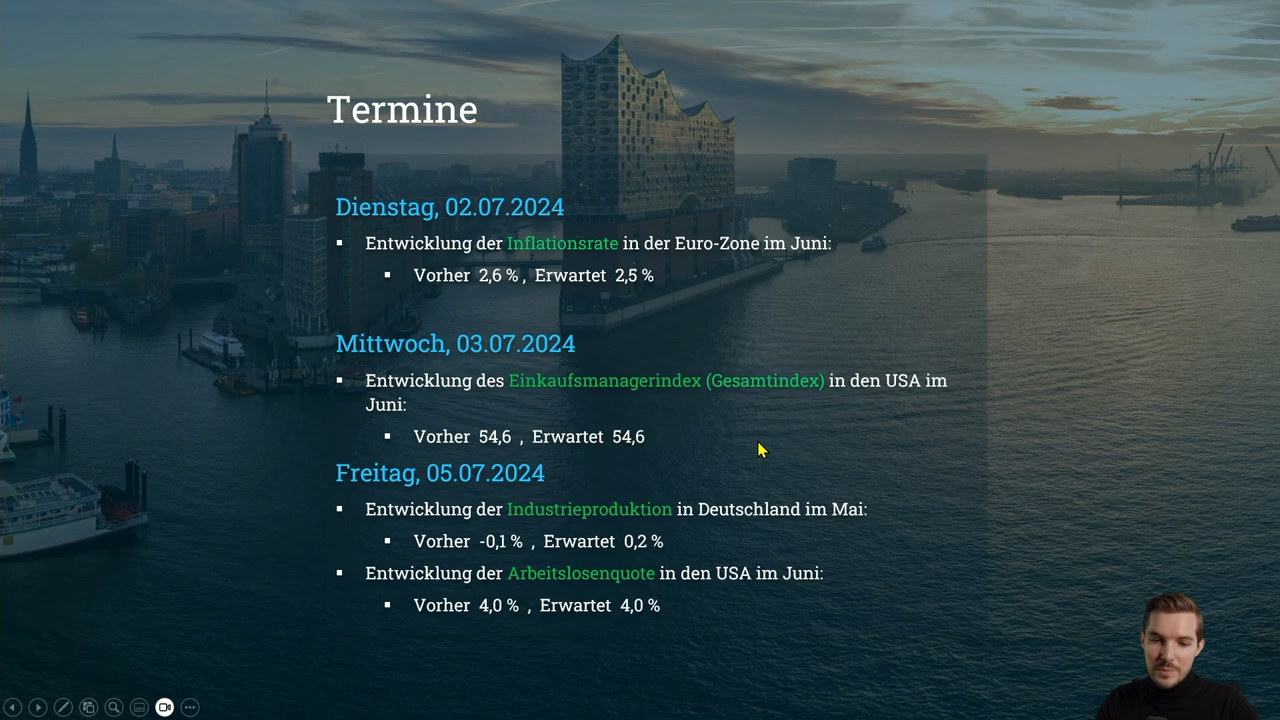 Termine
Dienstag, 02.07.2024
Entwicklung der Inflationsrate in der Euro-Zone im Juni:
Vorher 2,6 % , Erwartet 2,5 %
Mittwoch, 03.07.2024
Entwicklung des Einkaufsmanagerindex (Gesamtindex) in den USA im
Juni:
Vorher 54,6 , Erwartet 54,6
Freitag, 05.07.2024
Entwicklung der Industrieproduktion in Deutschland im Mai:
Vorher -0,1 % , Erwartet 0,2 %
Entwicklung der Arbeitslosenquote in den USA im Juni:
Vorher 4,0 % , Erwartet 4,0 %